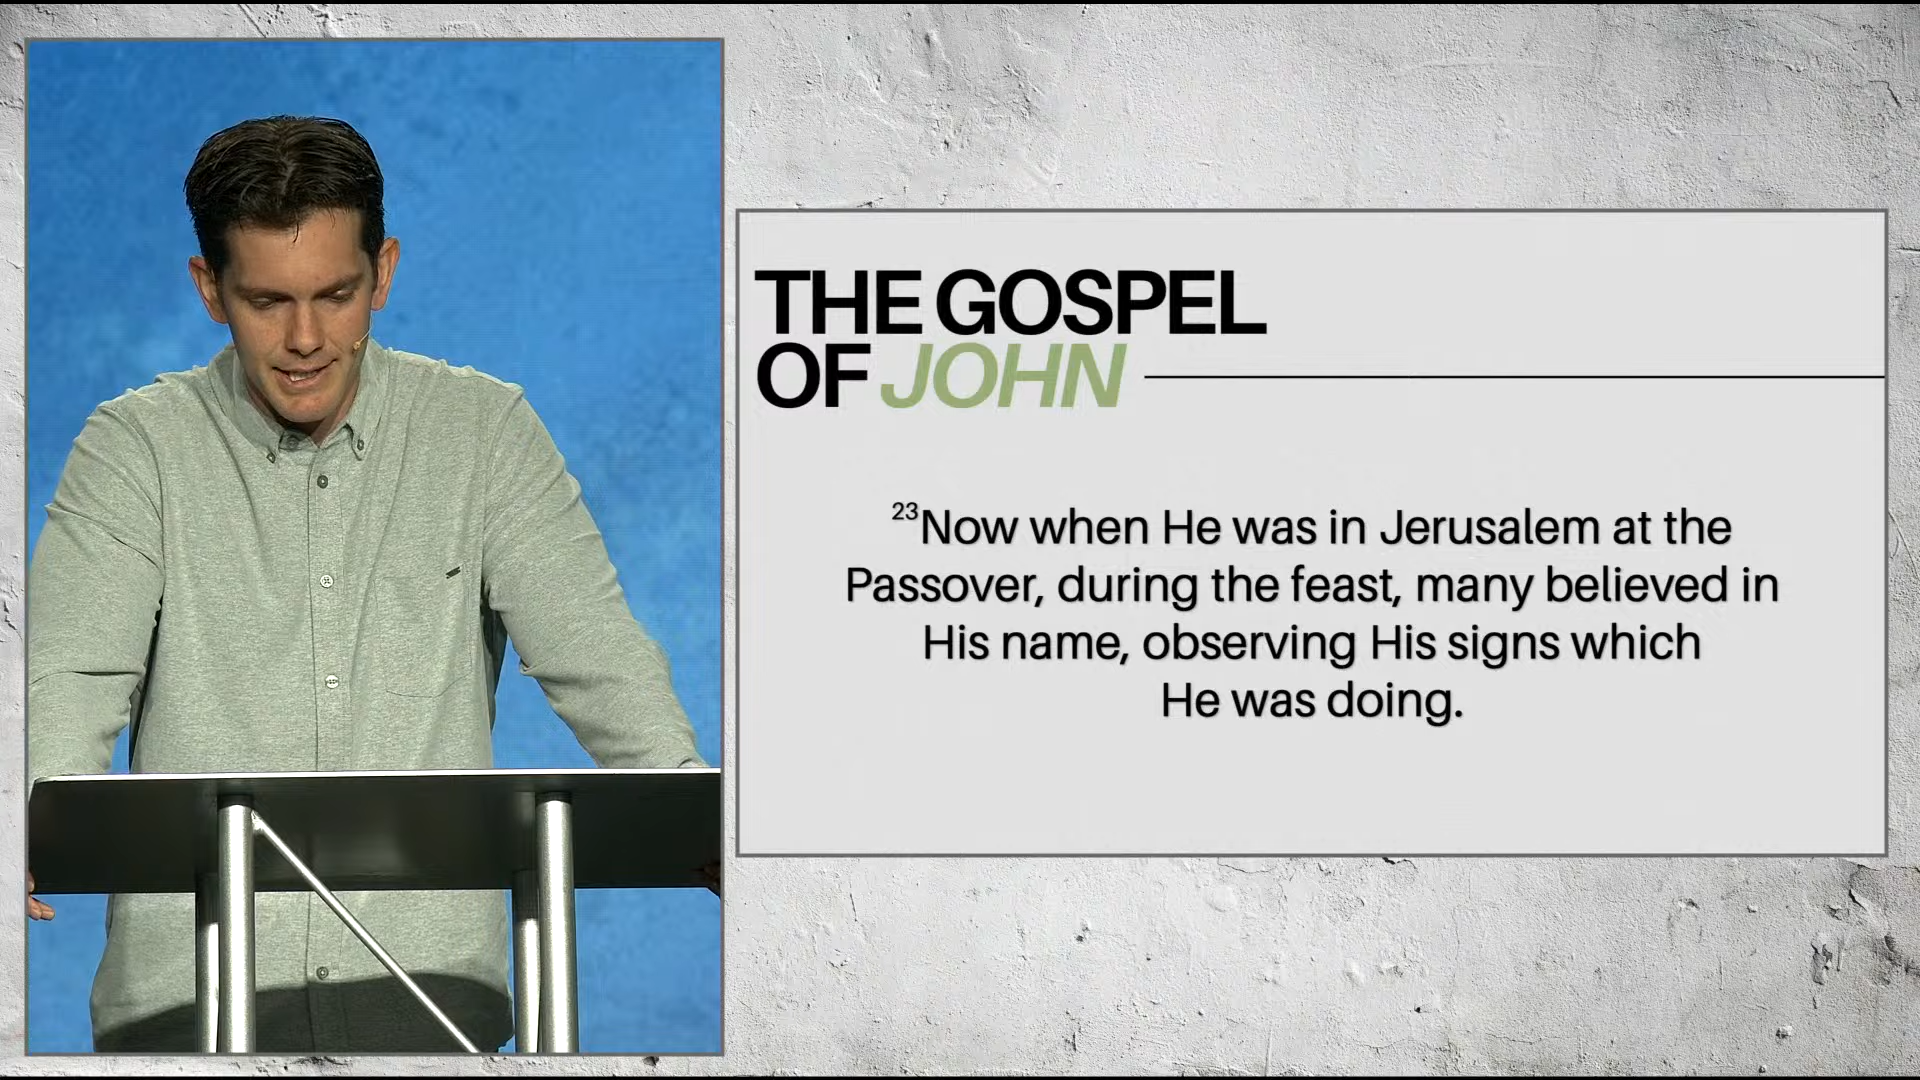 THE GOSPEL
OF JOHN
23Now when He was in Jerusalem at the
Passover, during the feast, many believed in
His name, observing His signs which
He was doing.